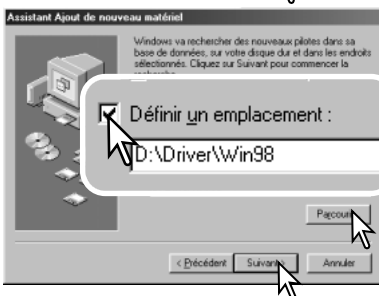 Assistant Ajout de nouveau matériel
Windows va rechercher des nouveaux pilotes dans sa
base de données, sur votre disque dur et dans les endroits
sélectionnés. Cliquez sur Suivant pour commencer la
recherche.
Définir un emplacement :
D:\Driver\Win98
Parcourir
< Précédent
Suivant >
Annuler